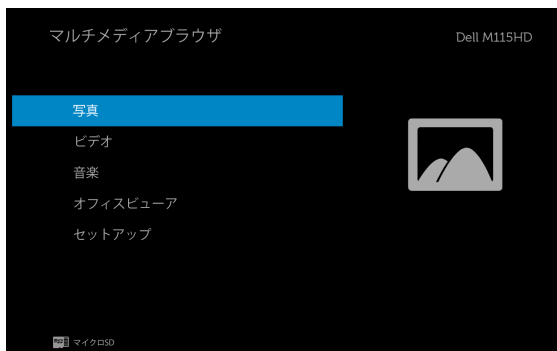 マルチメディアブラウザ
Dell M115HD
写真
ビデオ
音楽
オフィスビューア
セットアップ
マイクロSD